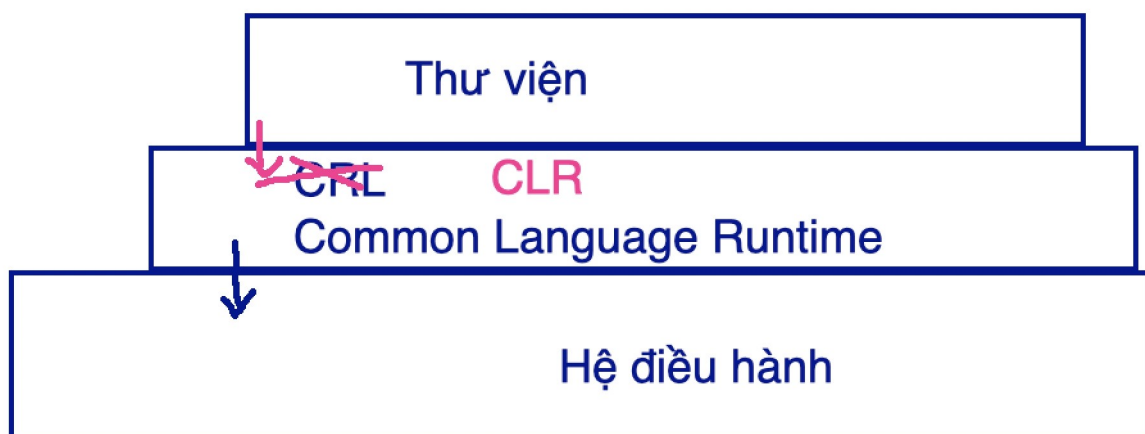 Thư viện
CRL CLR
Common Language Runtime
Hệ điều hành